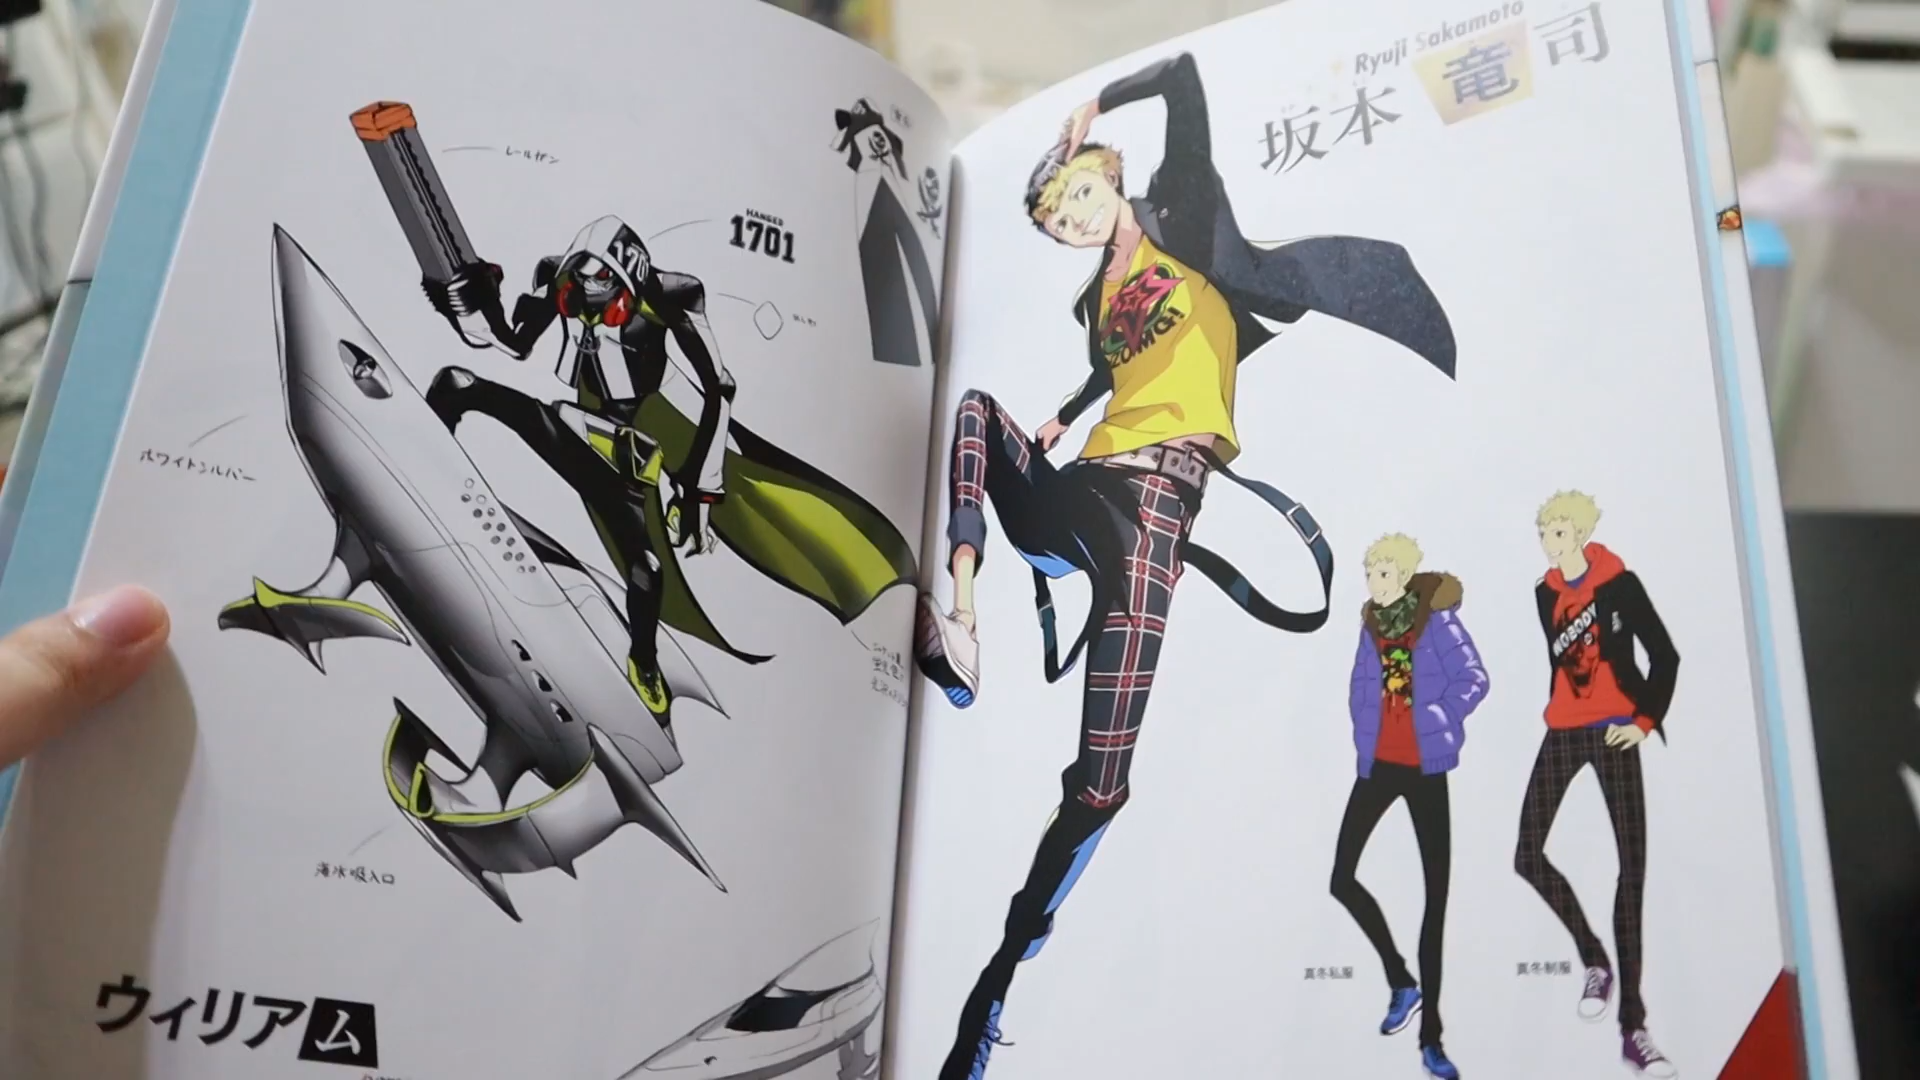 レールガン
HANGED
1701
170
ホワイトシルバー
海水吸入口
ウィリアム
Ryuji Sakamoto
坂本竜司
ZOMG!
NOBODY
真冬私服
真冬制服